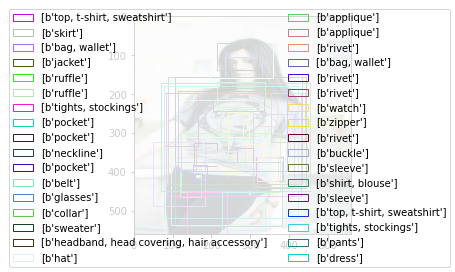 [b'top, t-shirt, sweatshirt']
[b'skirt']
[b'bag, wallet']
[b'jacket']
[b'ruffle']
[b'ruffle']
[b'tights, stockings']
[b'pocket']
[b'pocket']
[b'neckline']
[b'pocket']
[b'belt']
[b'glasses']
[b'collar']
[b'sweater']
[b'headband, head covering, hair accessory']
[b'hat']
[b'applique']
[b'applique']
[b'rivet']
[b'bag, wallet']
[b'rivet']
[b'rivet']
[b'watch']
[b'zipper']
[b'rivet']
[b'buckle']
[b'sleeve']
[b'shirt, blouse']
[b'sleeve']
[b'top, t-shirt, sweatshirt']
[b'tights, stockings']
[b'pants']
[b'dress']
100
200
300
400
500